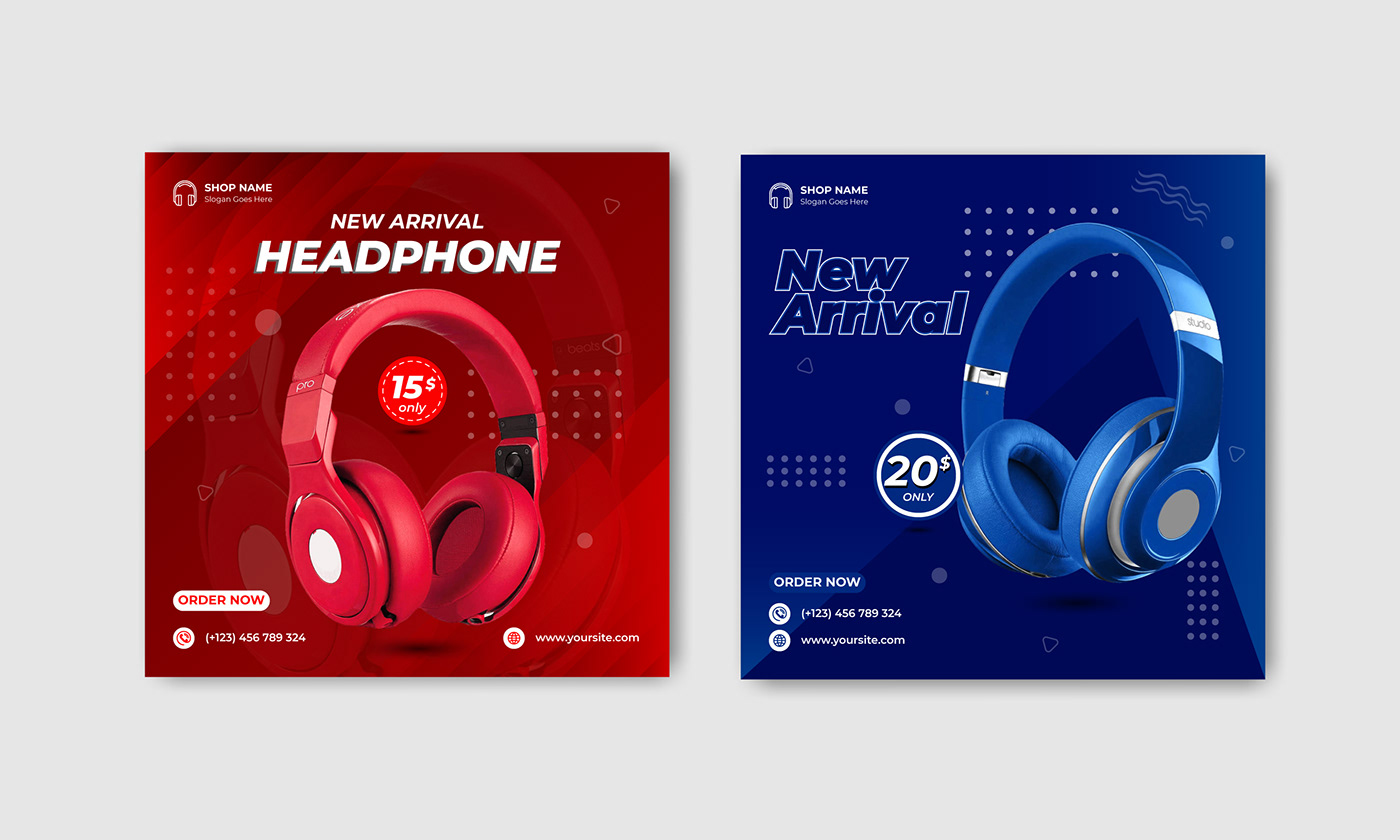 SHOP NAME
Slogan Goes Here
NEW ARRIVAL
HEADPHONE
beats
pro
15$
only
ORDER NOW
(+123) 456 789 324
www.yoursite.com
SHOP NAME
Slogan Goes Here
New
Arrival
studio
20$
ONLY
ORDER NOW
(+123) 456 789 324
www.yoursite.com